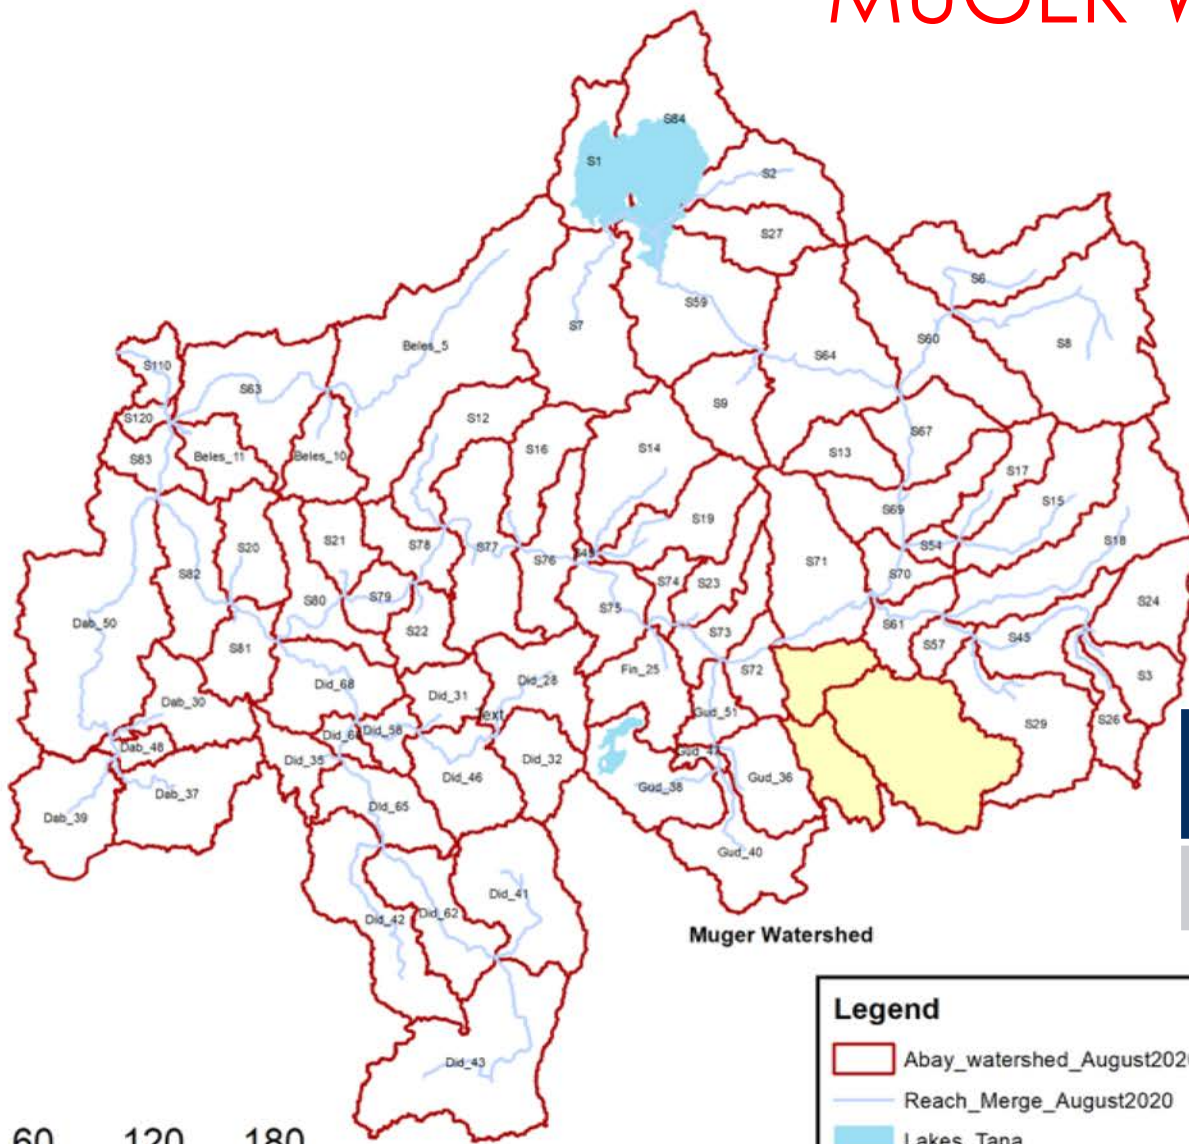 MUGER W
S84
S1
S2
S27
S6
S59
S7
S60
S8
Beles_5
S64
S110
S63
S9
S12
S120
S67
S16
S14
S13
S83
Beles_11
Beles_10
S17
S15
S69
S19
S18
S21
S78
S20
S77
S54
S76
S71
S82
S70
S74
S23
S80
S79
S75
S24
Dab_50
S61
S22
S73
S45
S57
S81
Fin_25
S72
S3
Did_68
Did_28
Did_31
Dab_30
Text
Gud_51
S26
S29
Did_58
Dab_48
Did_35
Did_32
Did_46
Gud_36
Gud_38
Dab_37
Did_65
Dab_39
Gud_40
Did_41
Did_62
Did_42
Muger Watershed
Legend
Abay_watershed_August2020
Reach_Merge_August2020
Lakes_Tana
Did_43
60 120 180